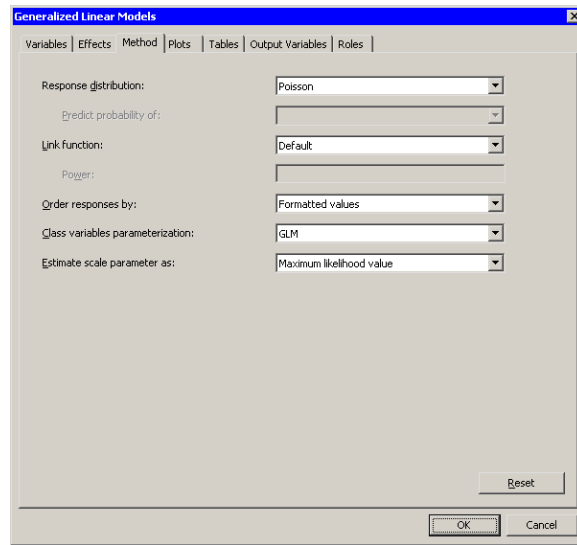 Generalized Linear Models
Variables Effects Method Plots Tables Output Variables Roles
Response distribution: Poisson
Predict probability of:
Link function: Default
Power:
Order responses by: Formatted values
Class variables parameterization: GLM
Estimate scale parameter as: Maximum likelihood value
Reset
OK Cancel